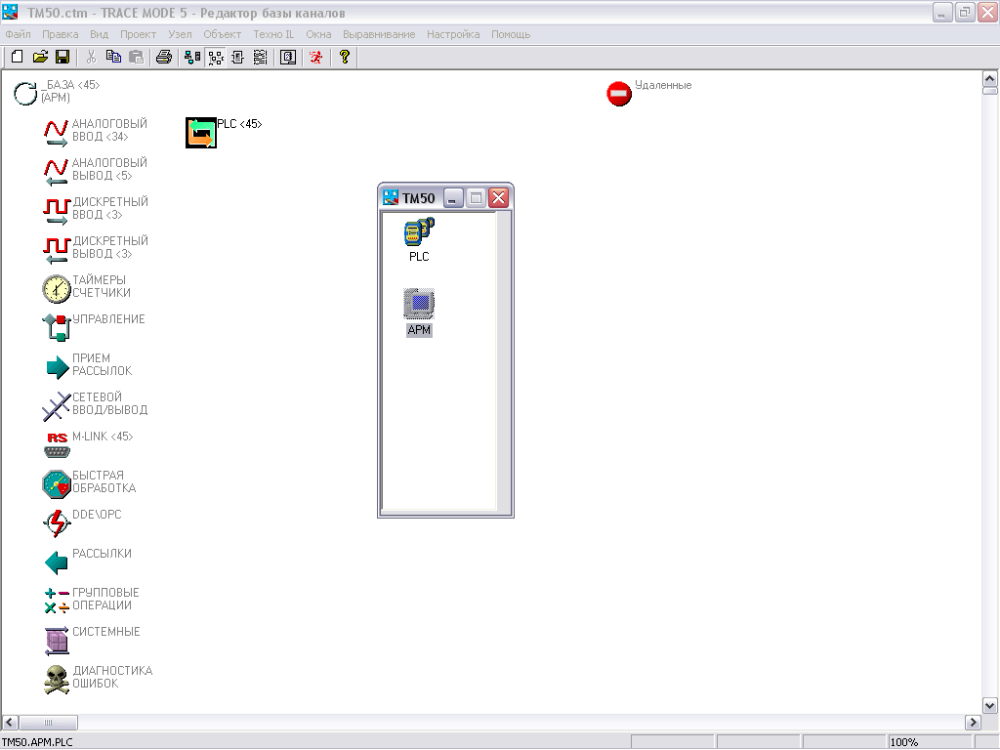 TM50.ctm - TRACE MODE 5 - Редактор базы каналов
Файл Правка Вид Проект Узел Объект Техно IL Окна Выравнивание Настройка Помощь
_БАЗА <45>
(АРМ)
Удаленные
АНАЛОГОВЫЙ
ВВОД <34>
PLC <45>
АНАЛОГОВЫЙ
ВЫВОД <5>
ДИСКРЕТНЫЙ
ВВОД <3>
ДИСКРЕТНЫЙ
ВЫВОД <3>
ТАЙМЕРЫ
СЧЕТЧИКИ
УПРАВЛЕНИЕ
ПРИЕМ
РАССЫЛОК
СЕТЕВОЙ
ВВОД/ВЫВОД
RS
M-LINK <45>
БЫСТРАЯ
ОБРАБОТКА
DDE\OPC
РАССЫЛКИ
ГРУППОВЫЕ
ОПЕРАЦИИ
СИСТЕМНЫЕ
ДИАГНОСТИКА
ОШИБОК
TM50
PLC
АРМ
TM50.АРМ.PLC
100%